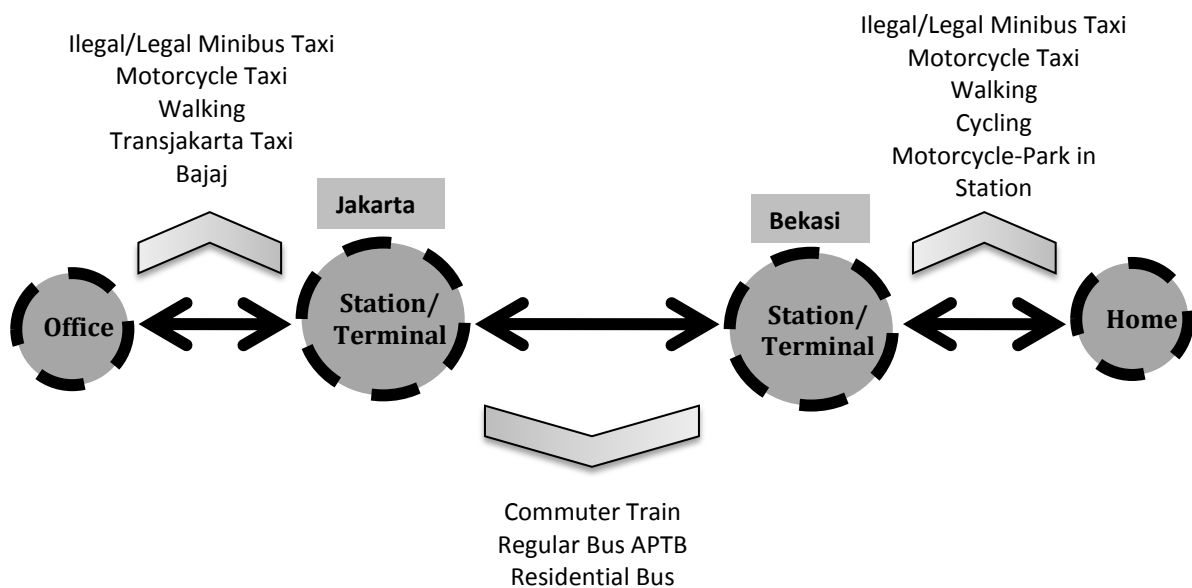 Ilegal/Legal Minibus Taxi
Motorcycle Taxi
Walking
Transjakarta Taxi
Bajaj
Ilegal/Legal Minibus Taxi
Motorcycle Taxi
Walking
Cycling
Motorcycle-Park in
Station
Jakarta
Bekasi
Office
Station/
Terminal
Station/
Terminal
Home
Commuter Train
Regular Bus APTB
Residential Bus